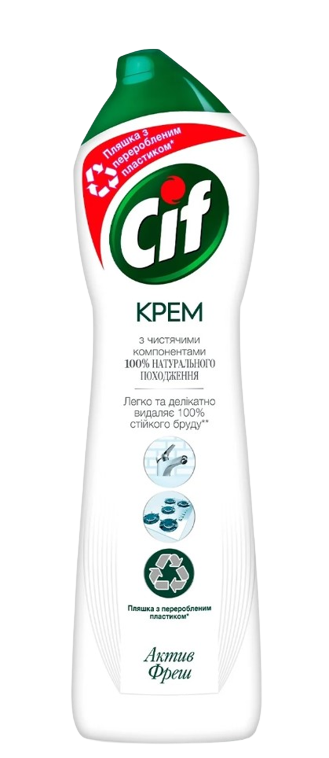 Пляшка з
переробленим
пластиком*
Cif
КРЕМ
з чистячими
компонентами
100% НАТУРАЛЬНОГО
ПОХОДЖЕННЯ
Легко та делікатно
видаляє 100%
стійкого бруду**
Пляшка з переробленим
пластиком*
Актив
Фреш